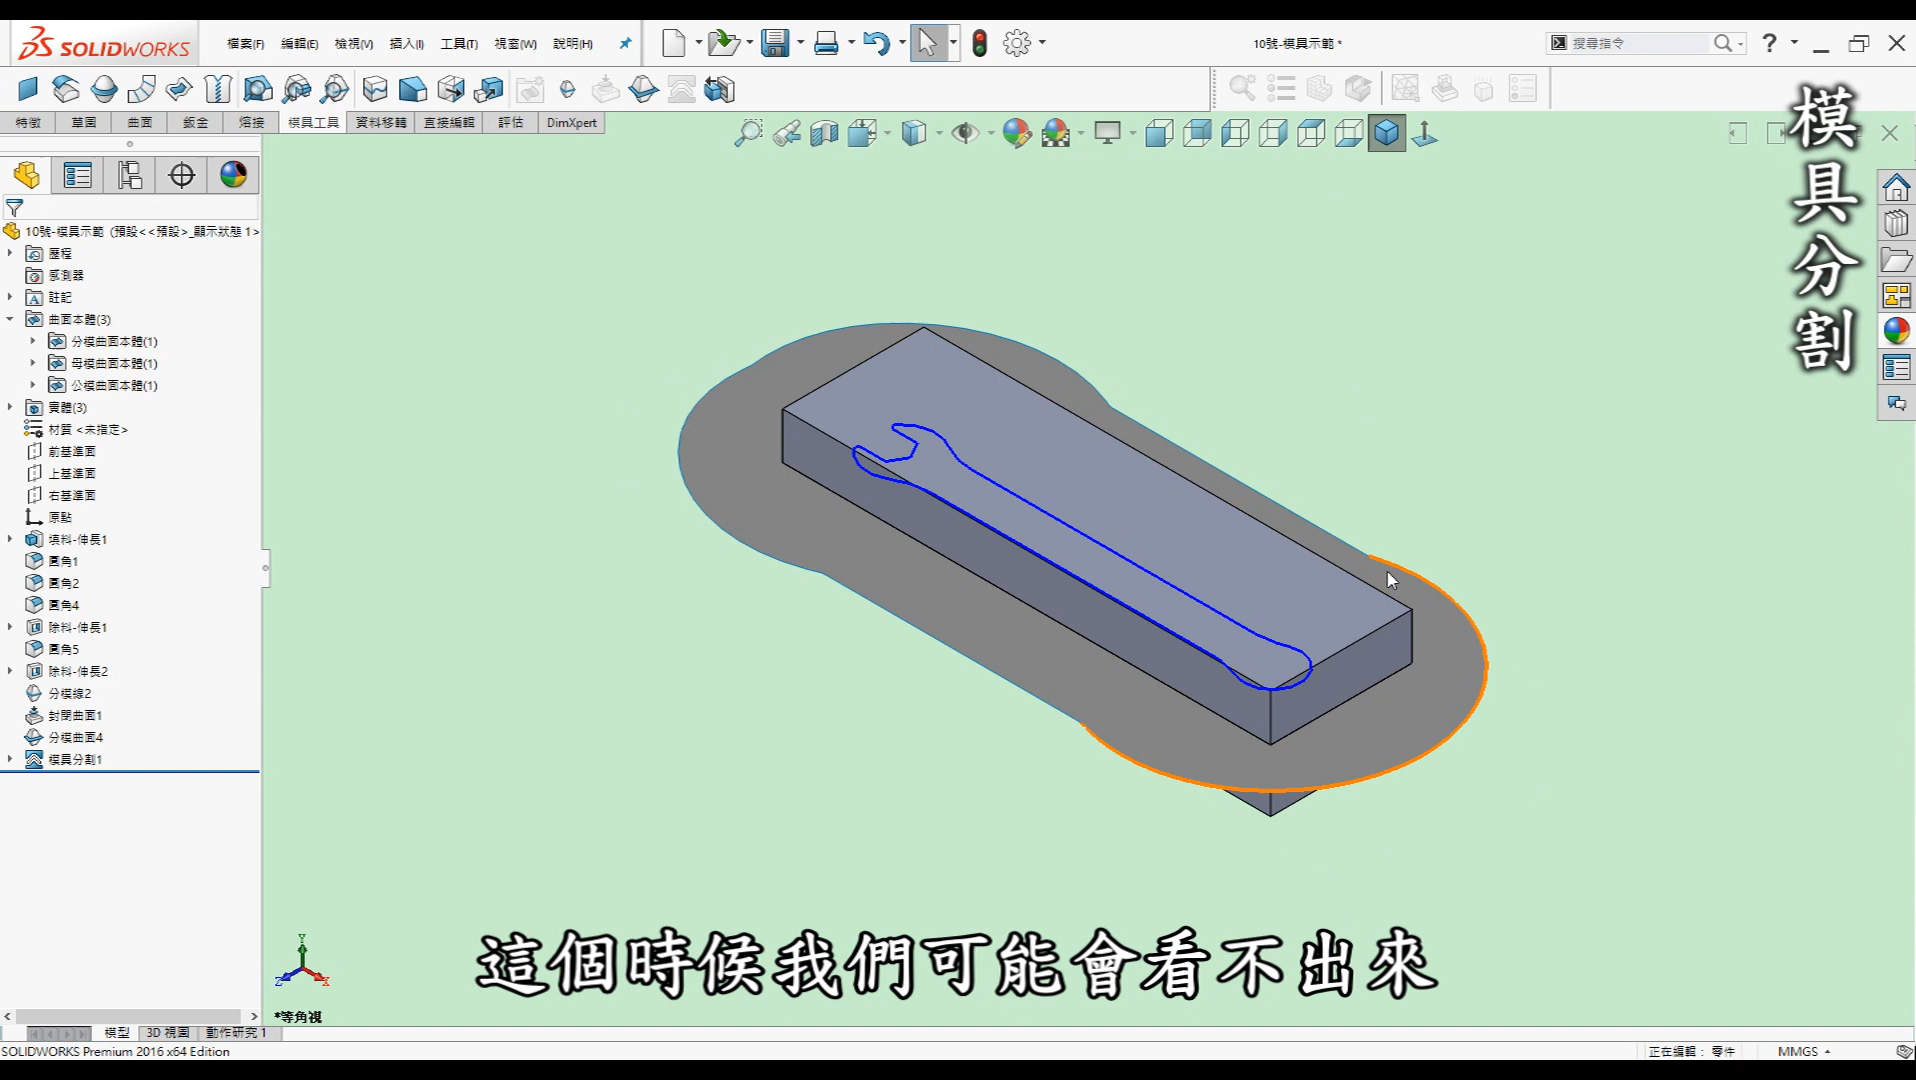 SOLIDWORKS
檔案(F) 編輯(E) 檢視(V) 插入(I) 工具(T) 視窗(W) 說明(H)
10號-模具示範 *
搜尋指令
特徵 草圖 曲面 鈑金 熔接 模具工具 資料移轉 直接編輯 評估 DimXpert
模具分割
10號-模具示範 (預設<<預設>_顯示狀態 1>
歷程
感測器
註記
曲面本體(3)
分模曲面本體(1)
母模曲面本體(1)
公模曲面本體(1)
實體(3)
材質 <未指定>
前基準面
上基準面
右基準面
原點
填料-伸長1
圓角1
圓角2
圓角4
除料-伸長1
圓角5
除料-伸長2
分模線2
封閉曲面1
分模曲面4
模具分割1
這個時候我們可能會看不出來
Y
Z
X
*等角視
模型 3D 視圖 動作研究 1
SOLIDWORKS Premium 2016 x64 Edition
正在編輯: 零件
MMGS